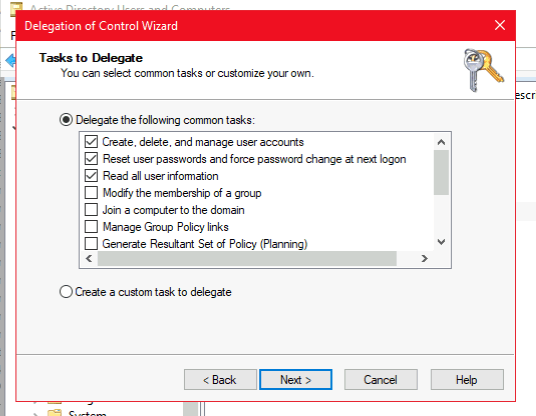 Active Directory Users and Computers
Delegation of Control Wizard
Tasks to Delegate
You can select common tasks or customize your own.
Delegate the following common tasks:
Create, delete, and manage user accounts
Reset user passwords and force password change at next logon
Read all user information
Modify the membership of a group
Join a computer to the domain
Manage Group Policy links
Generate Resultant Set of Policy (Planning)
Create a custom task to delegate
< Back
Next >
Cancel
Help
System